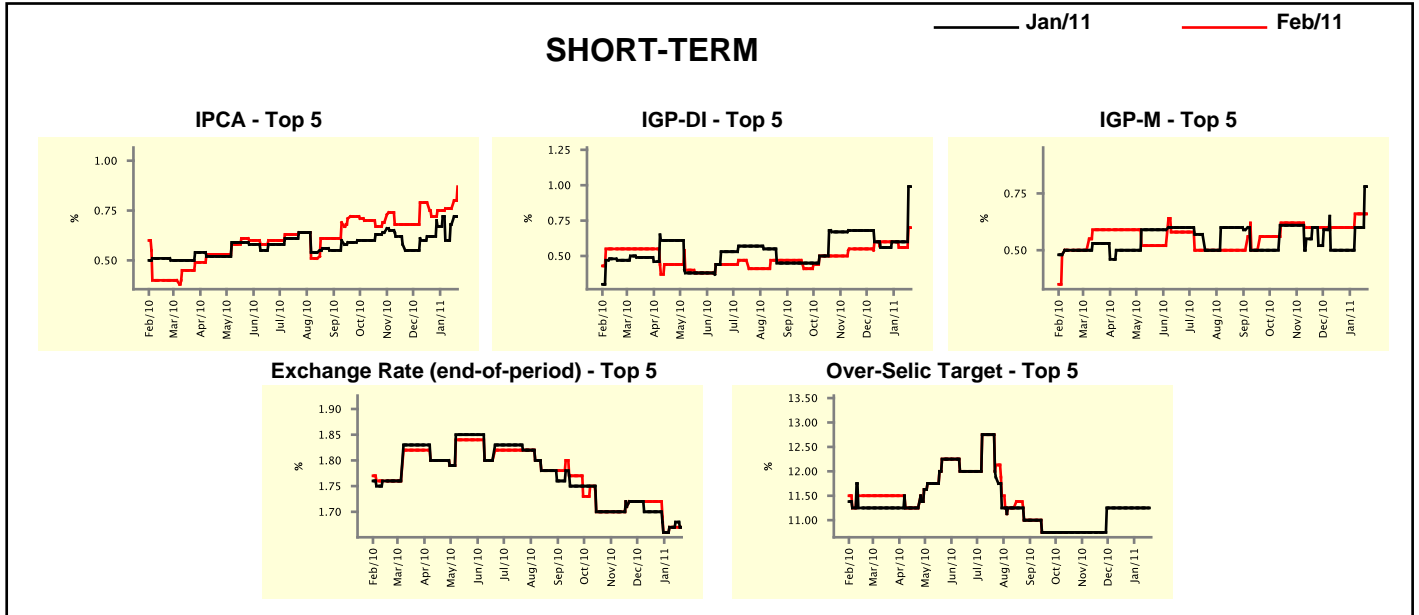 Jan/11 Feb/11
SHORT-TERM
IPCA - Top 5
1.00
0.75
0.50
%
Feb/10 Mar/10 Apr/10 May/10 Jun/10 Jul/10 Aug/10 Sep/10 Oct/10 Nov/10 Dec/10 Jan/11
IGP-DI - Top 5
1.25
1.00
0.75
0.50
%
Feb/10 Mar/10 Apr/10 May/10 Jun/10 Jul/10 Aug/10 Sep/10 Oct/10 Nov/10 Dec/10 Jan/11
IGP-M - Top 5
0.75
0.50
%
Feb/10 Mar/10 Apr/10 May/10 Jun/10 Jul/10 Aug/10 Sep/10 Oct/10 Nov/10 Dec/10 Jan/11
Exchange Rate (end-of-period) - Top 5
1.90
1.85
1.80
1.75
1.70
%
Feb/10 Mar/10 Apr/10 May/10 Jun/10 Jul/10 Aug/10 Sep/10 Oct/10 Nov/10 Dec/10 Jan/11
Over-Selic Target - Top 5
13.50
13.00
12.50
12.00
11.50
11.00
%
Feb/10 Mar/10 Apr/10 May/10 Jun/10 Jul/10 Aug/10 Sep/10 Oct/10 Nov/10 Dec/10 Jan/11